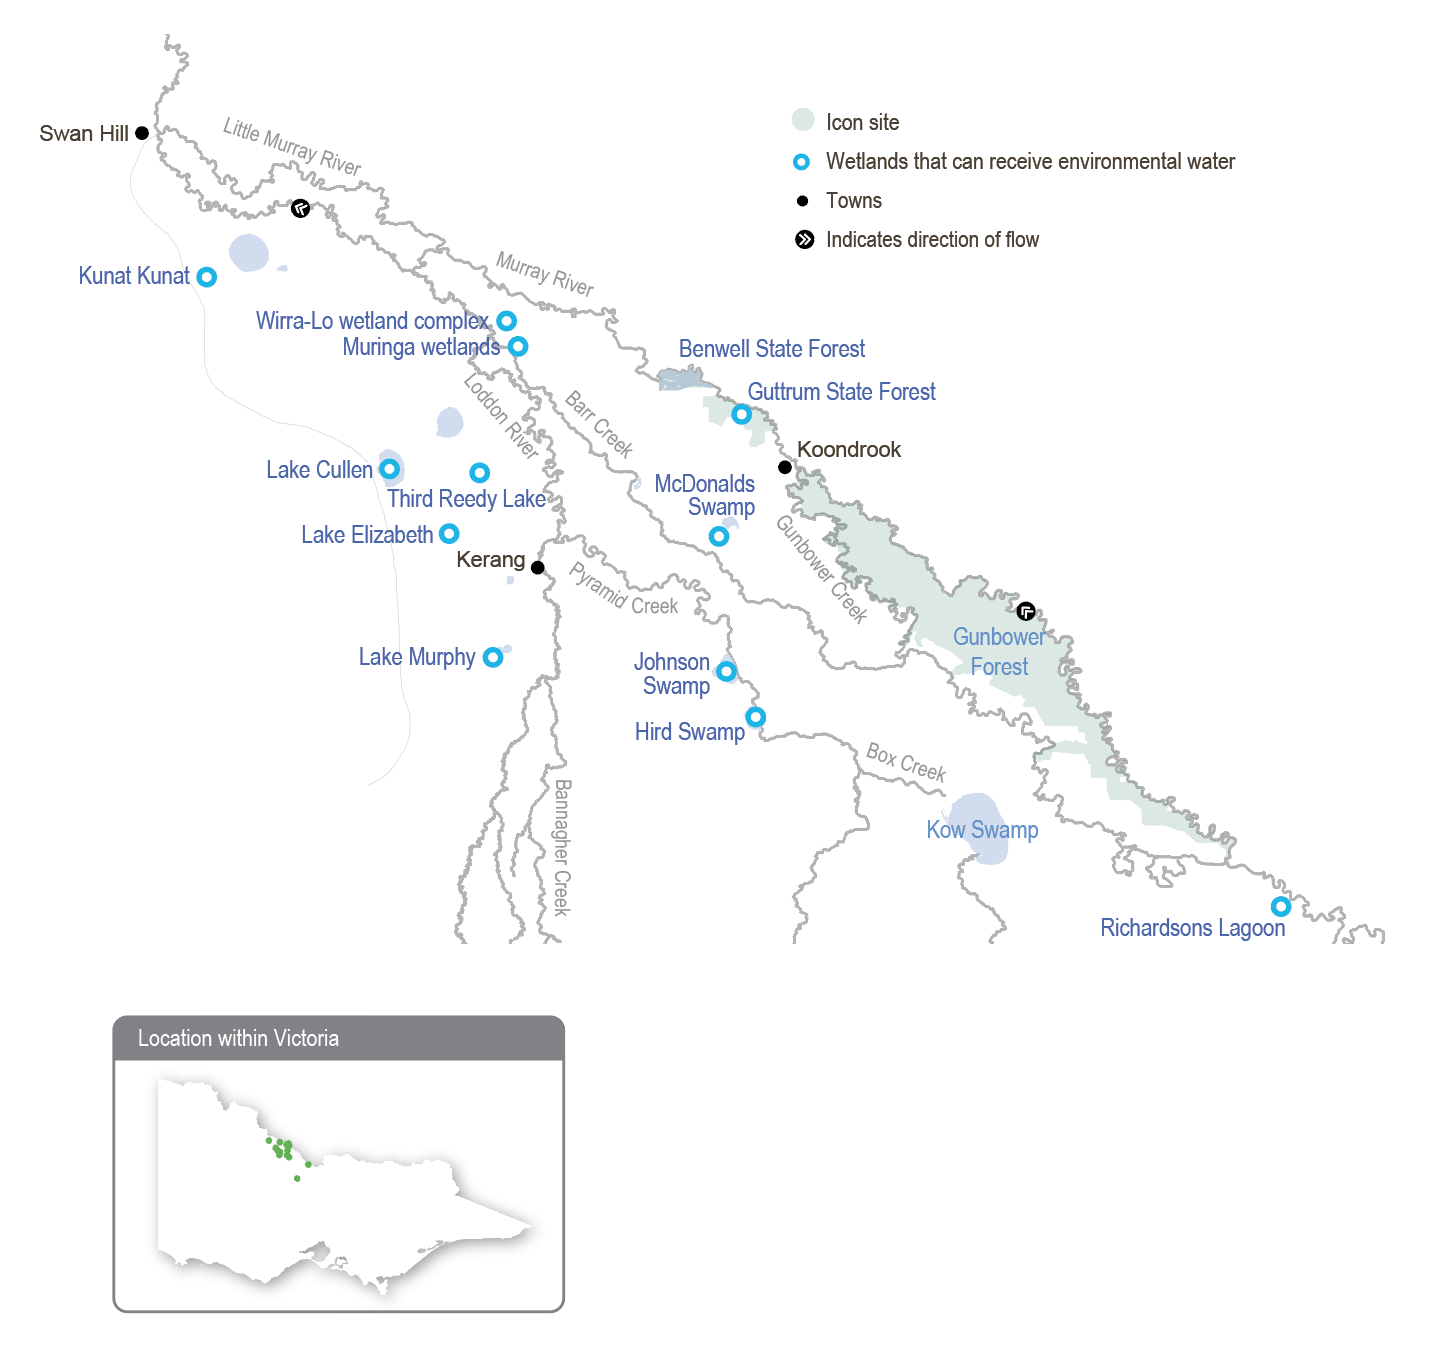 Swan Hill
Little Murray River
Icon site
Wetlands that can receive environmental water
Towns
Indicates direction of flow
Kunat Kunat
Murray River
Wirra-Lo wetland complex
Muringa wetlands
Benwell State Forest
Guttrum State Forest
Loddon River
Barr Creek
Koondrook
Lake Cullen
Third Reedy Lake
McDonalds
Swamp
Lake Elizabeth
Kerang
Gunbower Creek
Pyramid Creek
Gunbower
Forest
Lake Murphy
Johnson
Swamp
Hird Swamp
Box Creek
Bannagher Creek
Kow Swamp
Richardsons Lagoon
Location within Victoria